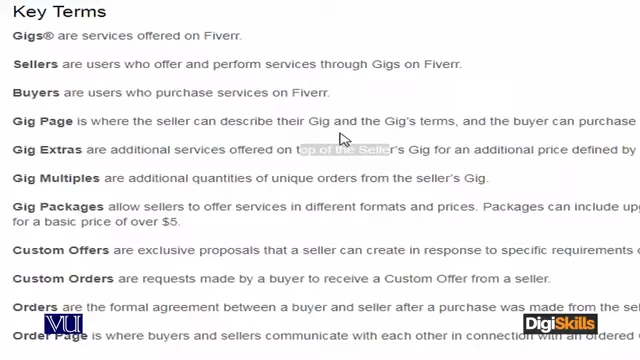 Key Terms
Gigs® are services offered on Fiverr.
Sellers are users who offer and perform services through Gigs on Fiverr.
Buyers are users who purchase services on Fiverr.
Gig Page is where the seller can describe their Gig and the Gig's terms, and the buyer can purchase
Gig Extras are additional services offered on top of the Seller's Gig for an additional price defined by
Gig Multiples are additional quantities of unique orders from the seller's Gig.
Gig Packages allow sellers to offer services in different formats and prices. Packages can include upg
for a basic price of over $5.
Custom Offers are exclusive proposals that a seller can create in response to specific requirements o
Custom Orders are requests made by a buyer to receive a Custom Offer from a seller.
Orders are the formal agreement between a buyer and seller after a purchase was made from the sel
Order Page is where buyers and sellers communicate with each other in connection with an ordered
VU
DigiSkills